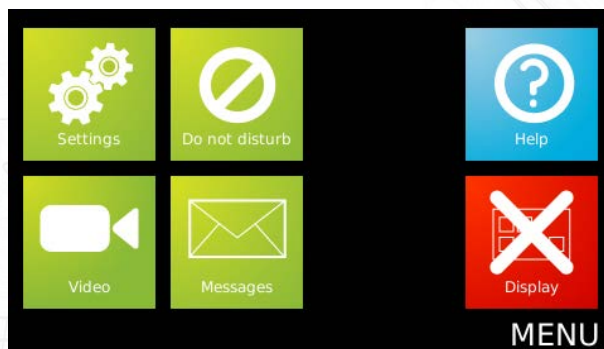 Settings
Do not disturb
Help
Video
Messages
Display
MENU